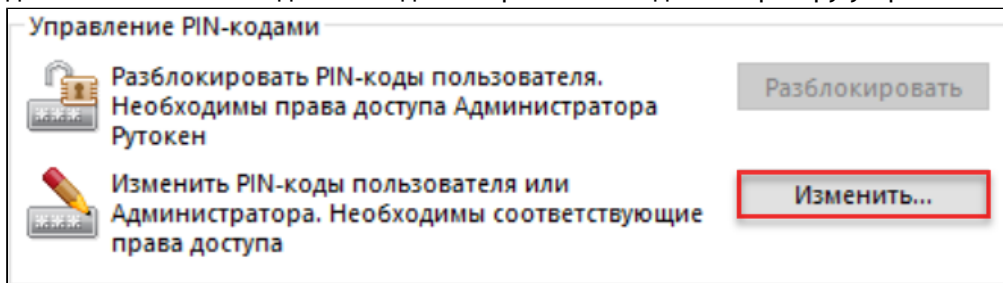 Управление PIN-кодами
Разблокировать PIN-коды пользователя.
Необходимы права доступа Администратора
Рутокен
Разблокировать
Изменить PIN-коды пользователя или
Администратора. Необходимы соответствующие
права доступа
Изменить...